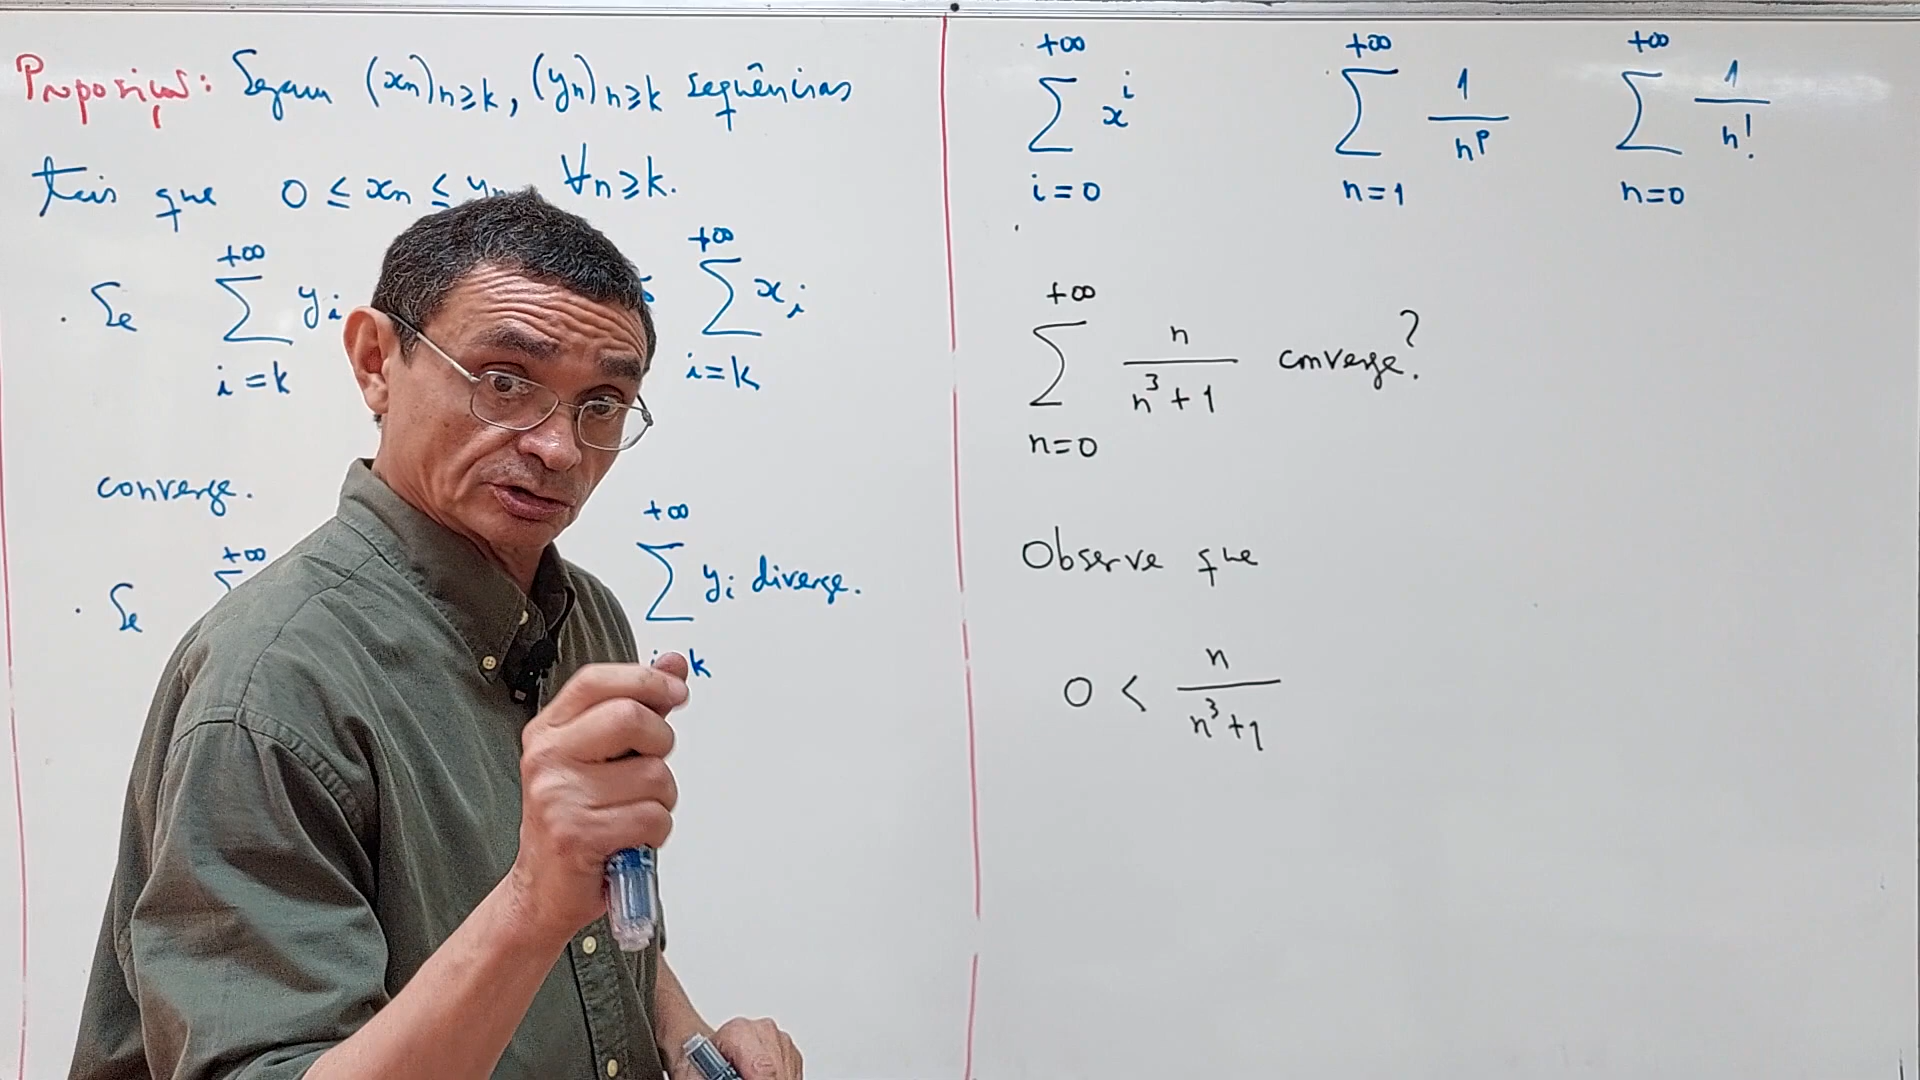 Proposição: Sejam (xn)n≥k, (yn)n≥k sequências
tais que 0 ≤ xn ≤ yn ∀n≥k.
· Se
+∞
∑ yi
i=k
+∞
∑ xi
i=k
converge.
· Se
+∞
+∞
∑ yi diverge.
k
+∞
∑ x^i
i=0
+∞
∑ 1/n^p
n=1
+∞
∑ 1/n!
n=0
+∞
∑ n/(n³+1) converge?
n=0
Observe que
0 < n/(n³+1)